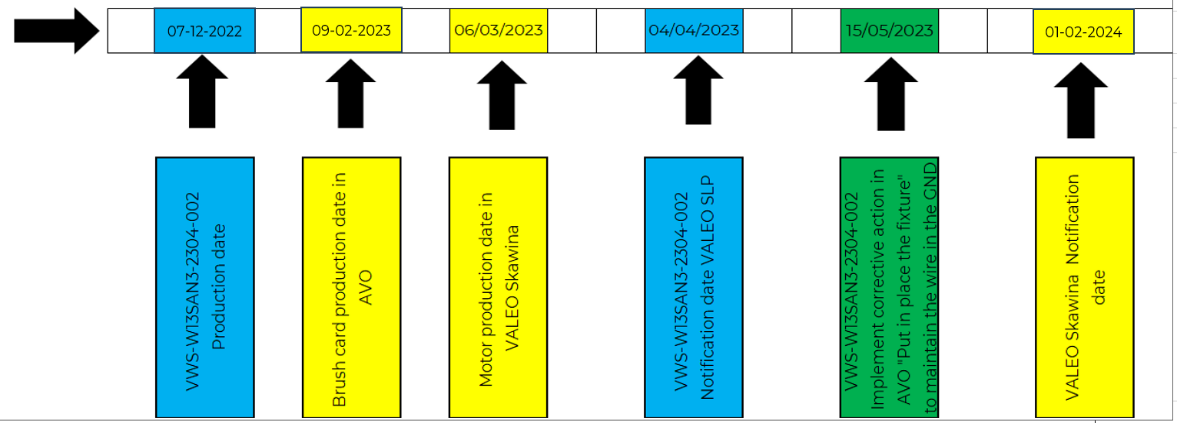 07-12-2022
09-02-2023
06/03/2023
04/04/2023
15/05/2023
01-02-2024
VWS-W13SAN3-2304-002
Production date
Brush card production date in
AVO
Motor production date in
VALEO Skawina
VWS-W13SAN3-2304-002
Notification date VALEO SLP
VWS-W13SAN3-2304-002
Implement corrective action in
AVO "Put in place the fixture"
to maintain the wire in the GND
VALEO Skawina Notification
date